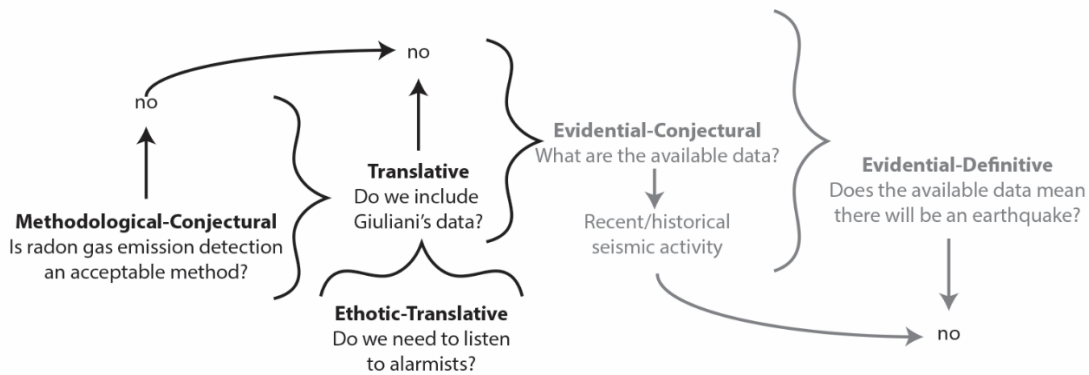 no
no
Methodological-Conjectural
Is radon gas emission detection
an acceptable method?
Translative
Do we include
Giuliani's data?
Ethotic-Translative
Do we need to listen
to alarmists?
Evidential-Conjectural
What are the available data?
Recent/historical
seismic activity
Evidential-Definitive
Does the available data mean
there will be an earthquake?
no